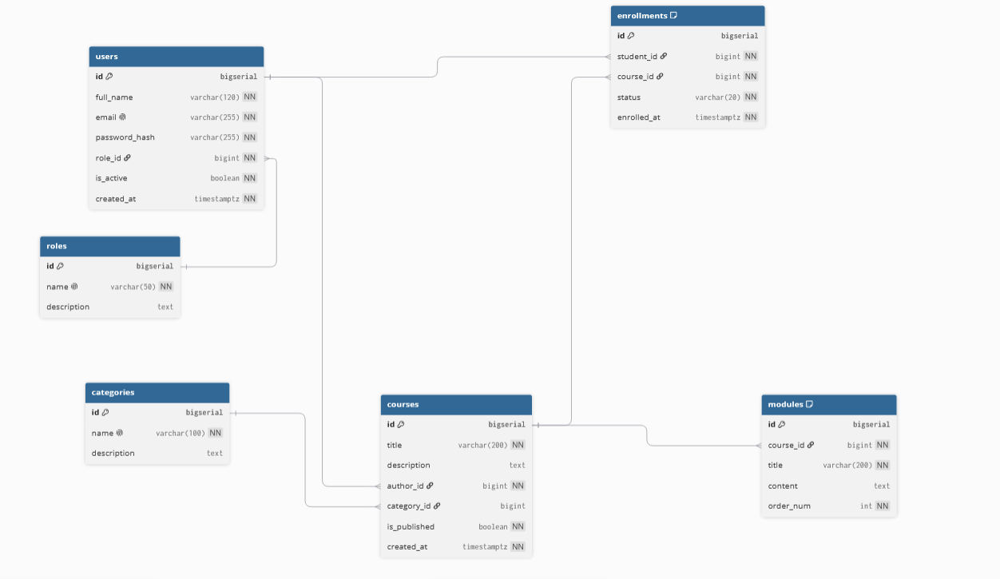 users
id bigserial
full_name varchar(120) NN
email varchar(255) NN
password_hash varchar(255) NN
role_id bigint NN
is_active boolean NN
created_at timestamptz NN
enrollments
id bigserial
student_id bigint NN
course_id bigint NN
status varchar(20) NN
enrolled_at timestamptz NN
roles
id bigserial
name varchar(50) NN
description text
categories
id bigserial
name varchar(100) NN
description text
courses
id bigserial
title varchar(200) NN
description text
author_id bigint NN
category_id bigint
is_published boolean NN
created_at timestamptz NN
modules
id bigserial
course_id bigint NN
title varchar(200) NN
content text
order_num int NN